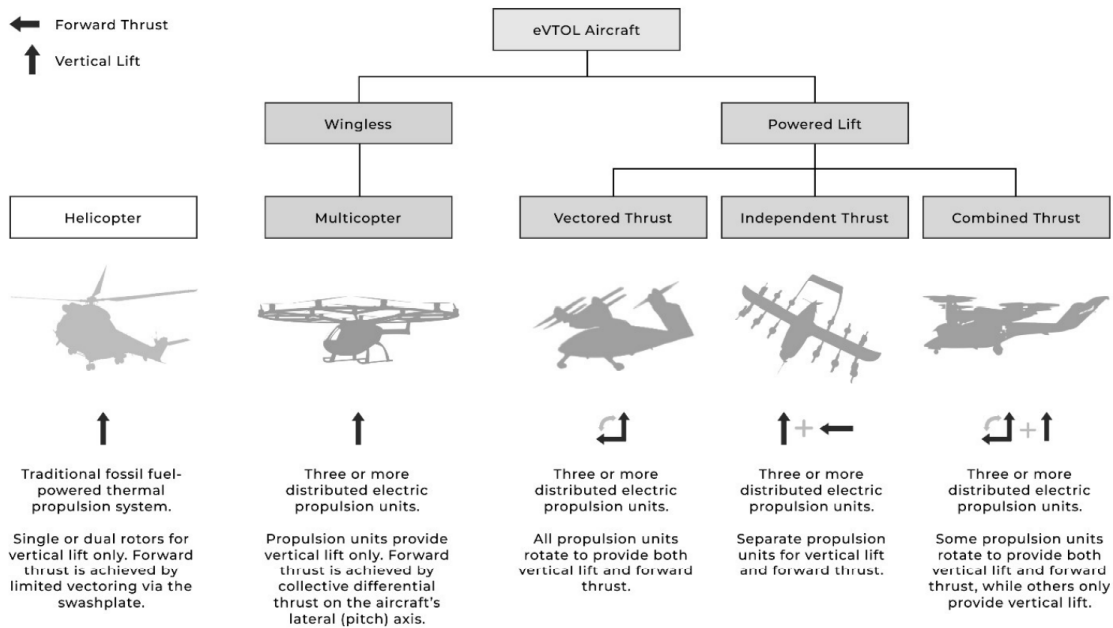 Forward Thrust
Vertical Lift
eVTOL Aircraft
Wingless
Powered Lift
Helicopter
Multicopter
Vectored Thrust
Independent Thrust
Combined Thrust
Traditional fossil fuel-
powered thermal
propulsion system.
Single or dual rotors for
vertical lift only. Forward
thrust is achieved by
limited vectoring via the
swashplate.
Three or more
distributed electric
propulsion units.
Propulsion units provide
vertical lift only. Forward
thrust is achieved by
collective differential
thrust on the aircraft's
lateral (pitch) axis.
Three or more
distributed electric
propulsion units.
All propulsion units
rotate to provide both
vertical lift and forward
thrust.
Three or more
distributed electric
propulsion units.
Separate propulsion
units for vertical lift
and forward thrust.
Three or more
distributed electric
propulsion units.
Some propulsion units
rotate to provide both
vertical lift and forward
thrust, while others only
provide vertical lift.